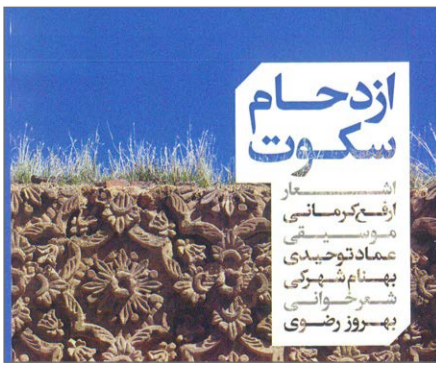 ازدحام
سکوت
اشعار
ارفع کرمانی
موسیقی
عماد توحیدی
بهنام شهرکی
شعرخوانی
بهروز رضوی